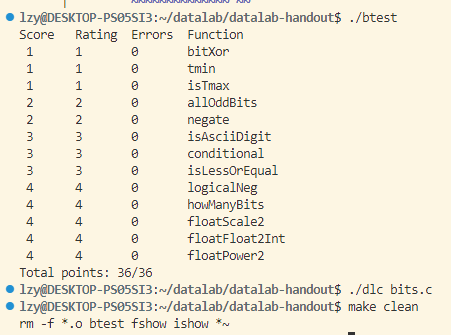 lzy@DESKTOP-PS05SI3:~/datalab/datalab-handout$ ./btest
Score Rating Errors Function
1 1 0 bitXor
1 1 0 tmin
1 1 0 isTmax
2 2 0 allOddBits
2 2 0 negate
3 3 0 isAsciiDigit
3 3 0 conditional
3 3 0 isLessOrEqual
4 4 0 logicalNeg
4 4 0 howManyBits
4 4 0 floatScale2
4 4 0 floatFloat2Int
4 4 0 floatPower2
Total points: 36/36
lzy@DESKTOP-PS05SI3:~/datalab/datalab-handout$ ./dlc bits.c
lzy@DESKTOP-PS05SI3:~/datalab/datalab-handout$ make clean
rm -f *.o btest fshow ishow *~